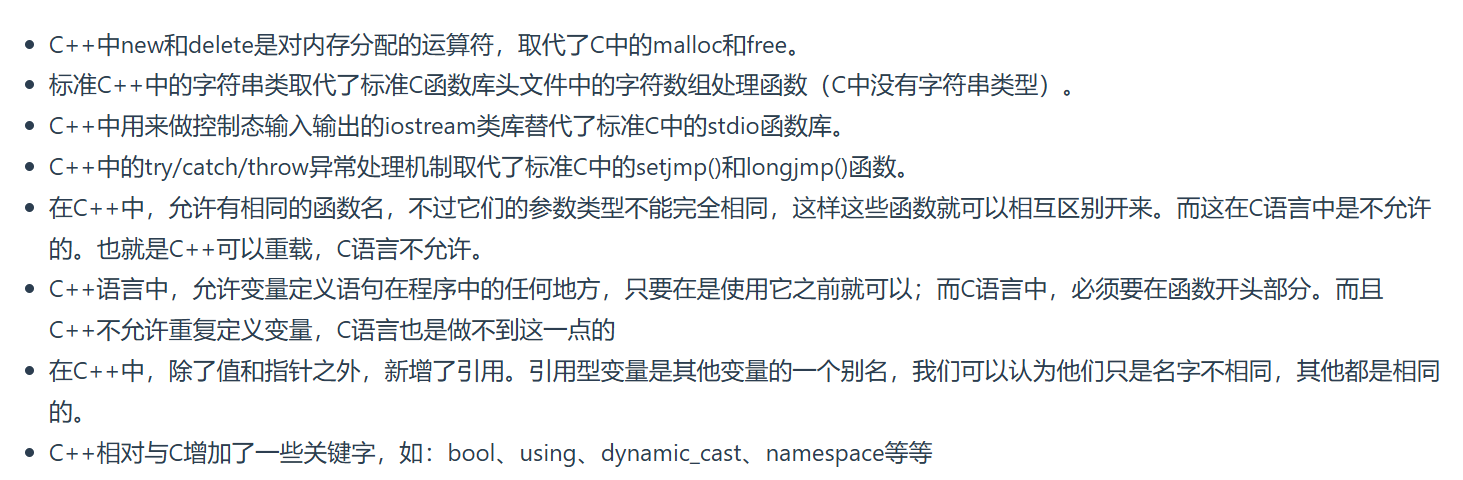 C++中new和delete是对内存分配的运算符，取代了C中的malloc和free。
标准C++中的字符串类取代了标准C函数库头文件中的字符数组处理函数（C中没有字符串类型）。
C++中用来做控制态输入输出的iostream类库替代了标准C中的stdio函数库。
C++中的try/catch/throw异常处理机制取代了标准C中的setjmp()和longjmp()函数。
在C++中，允许有相同的函数名，不过它们的参数类型不能完全相同，这样这些函数就可以相互区别开来。而这在C语言中是不允许
的。也就是C++可以重载，C语言不允许。
C++语言中，允许变量定义语句在程序中的任何地方，只要在是使用它之前就可以；而C语言中，必须要在函数开头部分。而且
C++不允许重复定义变量，C语言也是做不到这一点的
在C++中，除了值和指针之外，新增了引用。引用型变量是其他变量的一个别名，我们可以认为他们只是名字不相同，其他都是相同
的。
C++相对与C增加了一些关键字，如：bool、using、dynamic_cast、namespace等等